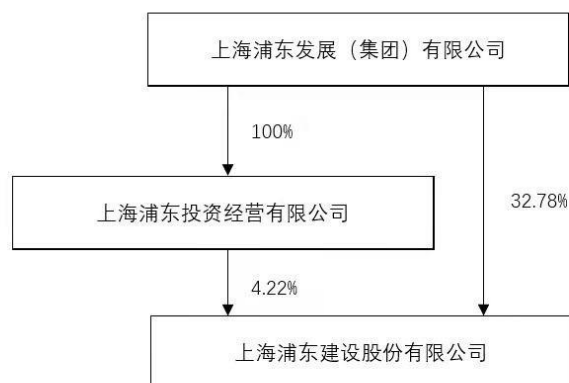 上海浦东发展（集团）有限公司
100%
上海浦东投资经营有限公司
32.78%
4.22%
上海浦东建设股份有限公司